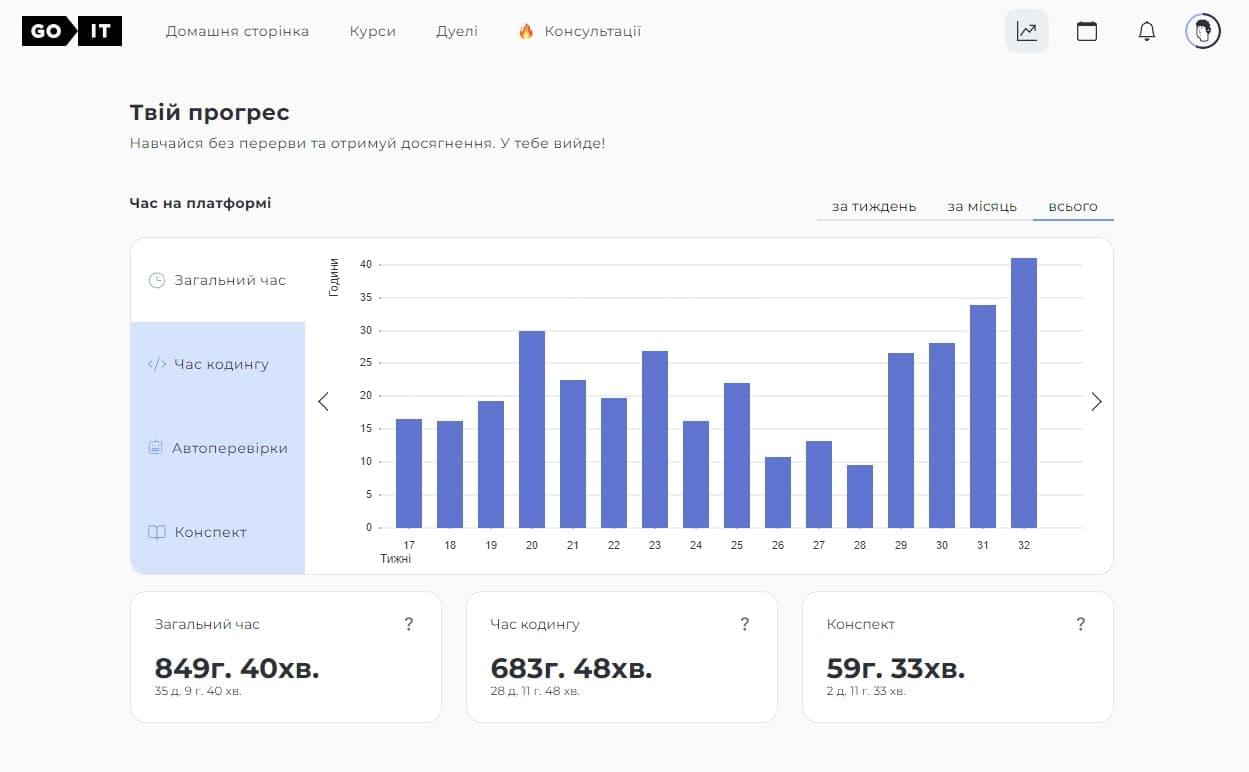 GO IT Домашня сторінка Курси Дуелі Консультації
Твій прогрес
Навчайся без перерви та отримуй досягнення. У тебе вийде!
Час на платформі
за тиждень за місяць всього
Загальний час
Час кодингу
Автоперевірки
Конспект
Години
40
35
30
25
20
15
10
5
0
17 18 19 20 21 22 23 24 25 26 27 28 29 30 31 32
Тижні
Загальний час ?
849г. 40хв.
35 д. 9 г. 40 хв.
Час кодингу ?
683г. 48хв.
28 д. 11 г. 48 хв.
Конспект ?
59г. 33хв.
2 д. 11 г. 33 хв.